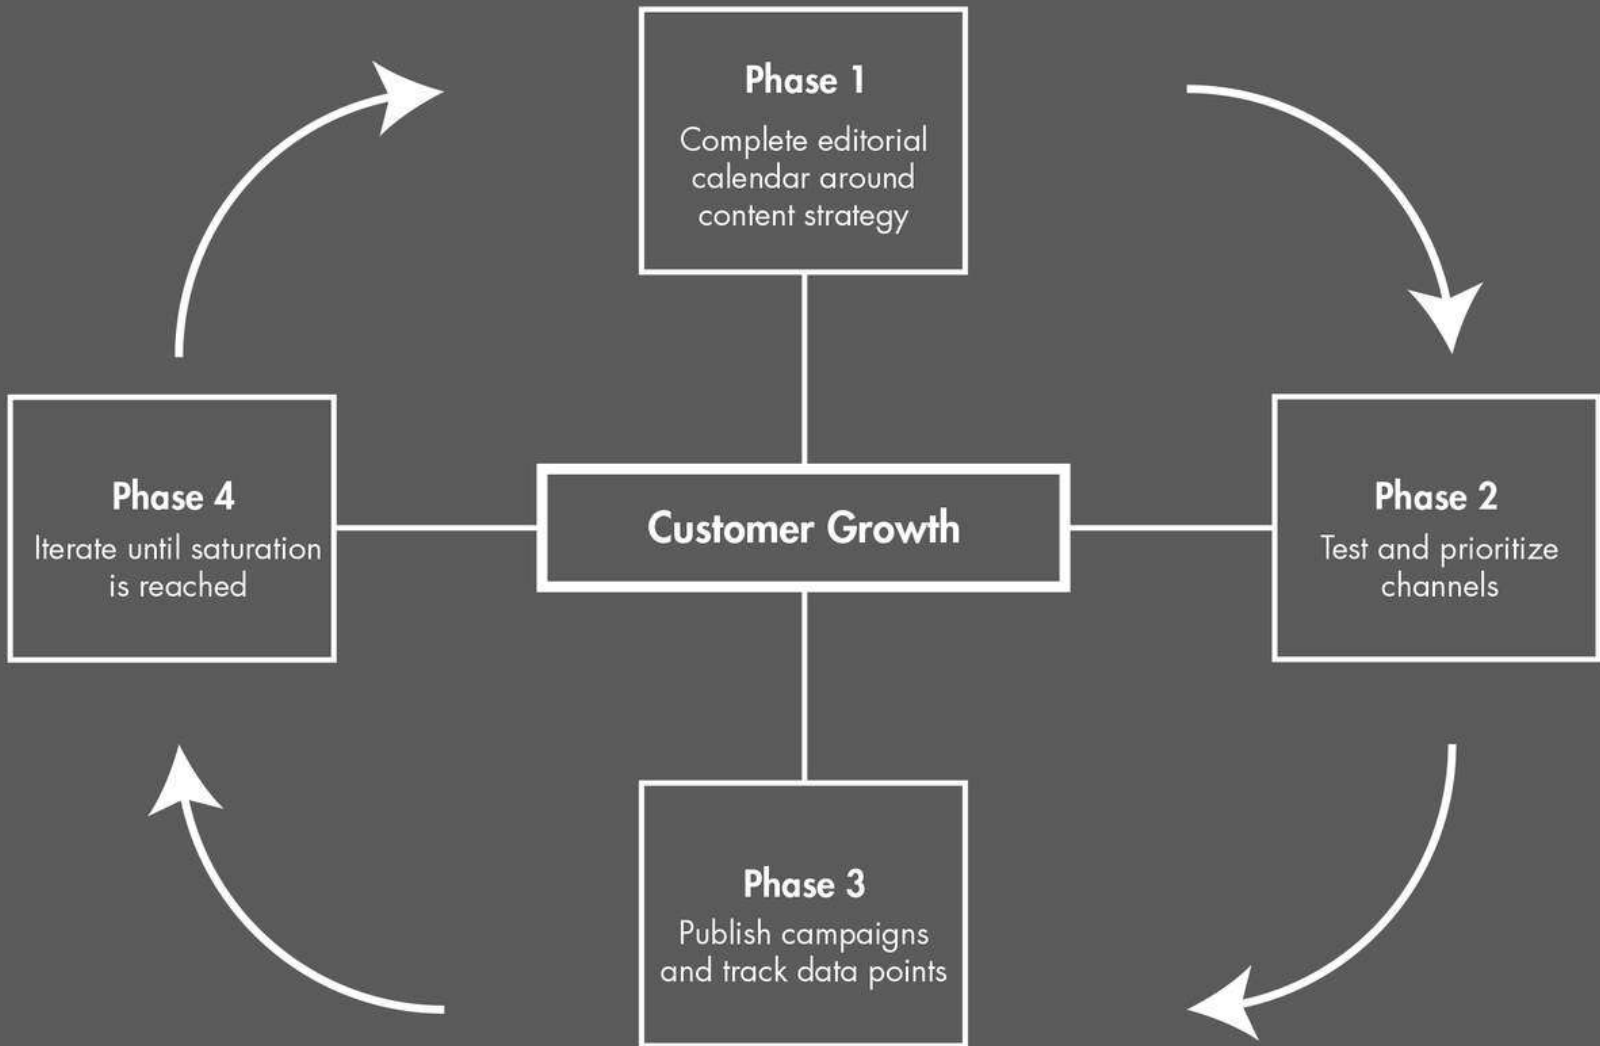 Phase 1
Complete editorial
calendar around
content strategy
Phase 4
Iterate until saturation
is reached
Customer Growth
Phase 2
Test and prioritize
channels
Phase 3
Publish campaigns
and track data points